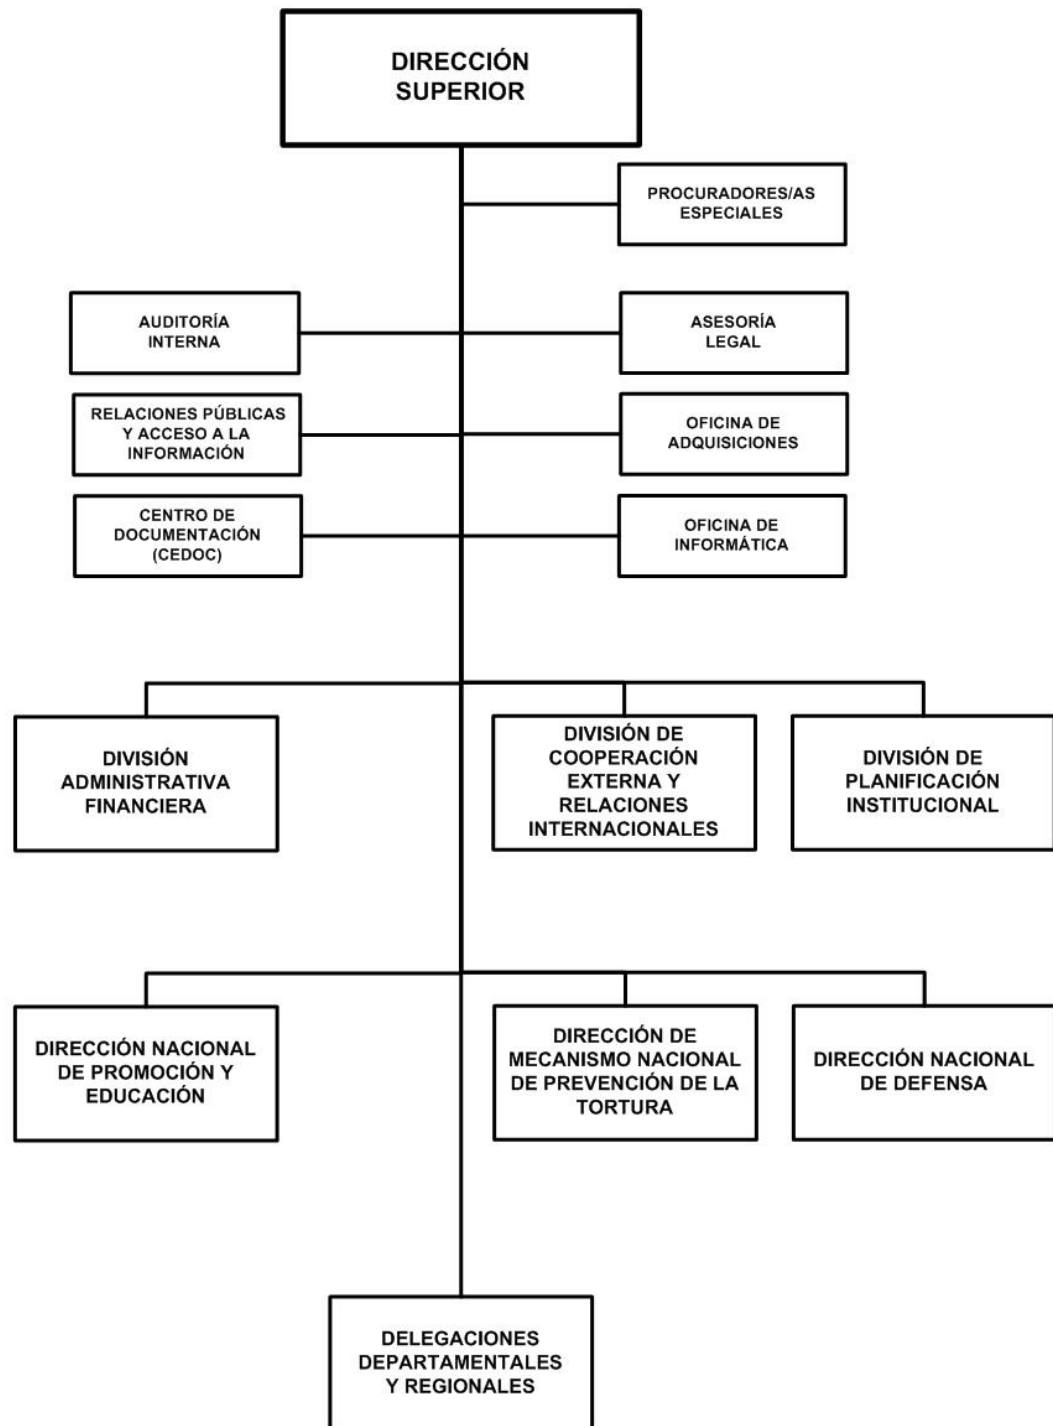 DIRECCIÓN
SUPERIOR
PROCURADORES/AS
ESPECIALES
AUDITORÍA
INTERNA
ASESORÍA
LEGAL
RELACIONES PÚBLICAS
Y ACCESO A LA
INFORMACIÓN
OFICINA DE
ADQUISICIONES
CENTRO DE
DOCUMENTACIÓN
(CEDOC)
OFICINA DE
INFORMÁTICA
DIVISIÓN
ADMINISTRATIVA
FINANCIERA
DIVISIÓN DE
COOPERACIÓN
EXTERNA Y
RELACIONES
INTERNACIONALES
DIVISIÓN DE
PLANIFICACIÓN
INSTITUCIONAL
DIRECCIÓN NACIONAL
DE PROMOCIÓN Y
EDUCACIÓN
DIRECCIÓN DE
MECANISMO NACIONAL
DE PREVENCIÓN DE LA
TORTURA
DIRECCIÓN NACIONAL
DE DEFENSA
DELEGACIONES
DEPARTAMENTALES
Y REGIONALES